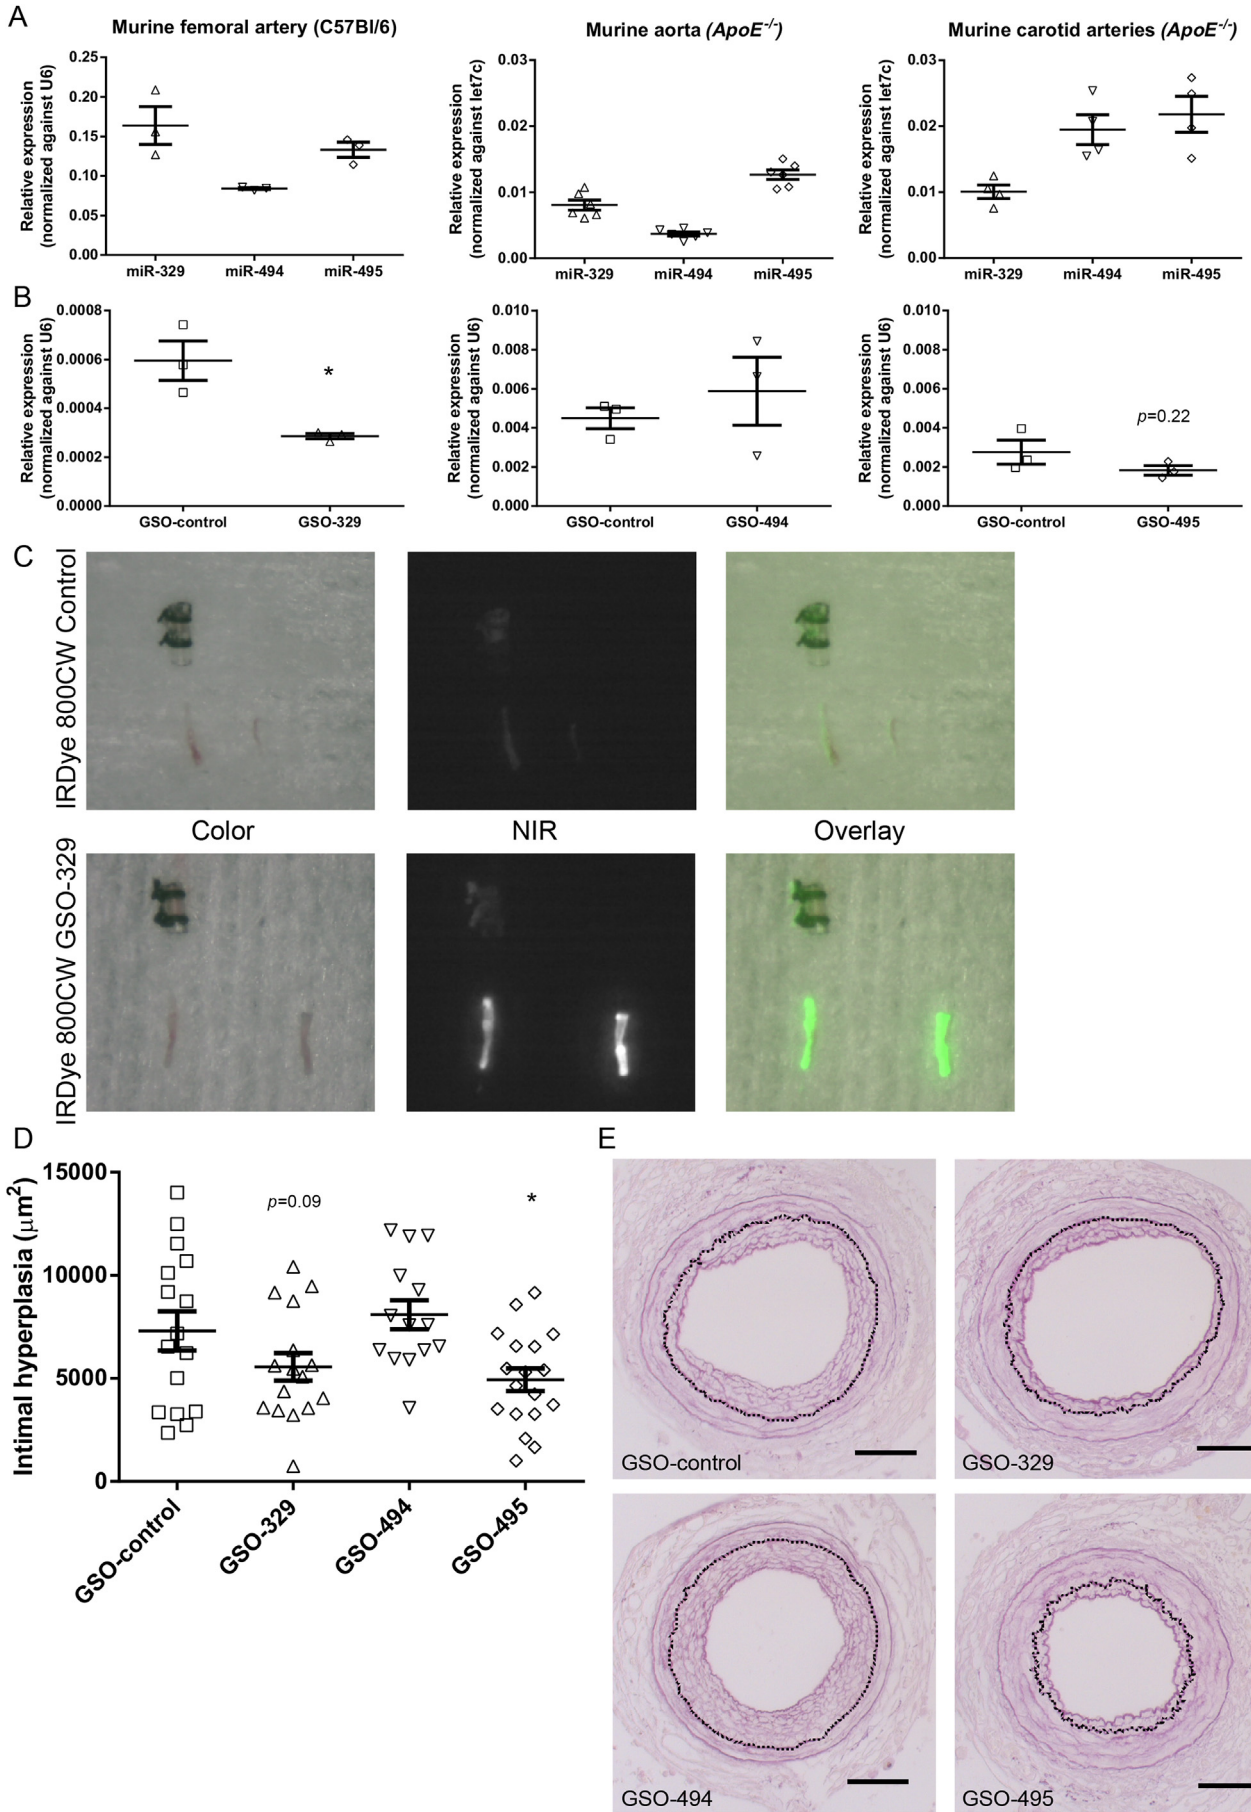 A
Murine femoral artery (C57Bl/6)
Relative expression
(normalized against U6)
0.25
0.20
0.15
0.10
0.05
0.00
miR-329 miR-494 miR-495
Murine aorta (ApoE-/-)
Relative expression
(normalized against let7c)
0.03
0.02
0.01
0.00
miR-329 miR-494 miR-495
Murine carotid arteries (ApoE-/-)
Relative expression
(normalized against let7c)
0.03
0.02
0.01
0.00
miR-329 miR-494 miR-495
B
Relative expression
(normalized against U6)
0.0008
0.0006
0.0004
0.0002
0.0000
*
GSO-control GSO-329
Relative expression
(normalized against U6)
0.010
0.008
0.006
0.004
0.002
0.000
GSO-control GSO-494
Relative expression
(normalized against U6)
0.010
0.008
0.006
0.004
0.002
0.000
p=0.22
GSO-control GSO-495
C
IRDye 800CW Control
Color NIR Overlay
IRDye 800CW GSO-329
D
Intimal hyperplasia (μm2)
15000
10000
5000
0
p=0.09
*
GSO-control GSO-329 GSO-494 GSO-495
E
GSO-control
GSO-329
GSO-494
GSO-495